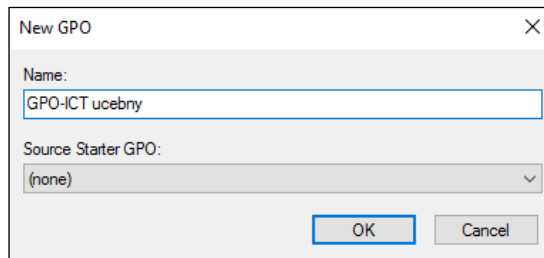 New GPO
Name:
GPO-ICT ucebny
Source Starter GPO:
(none)
OK Cancel